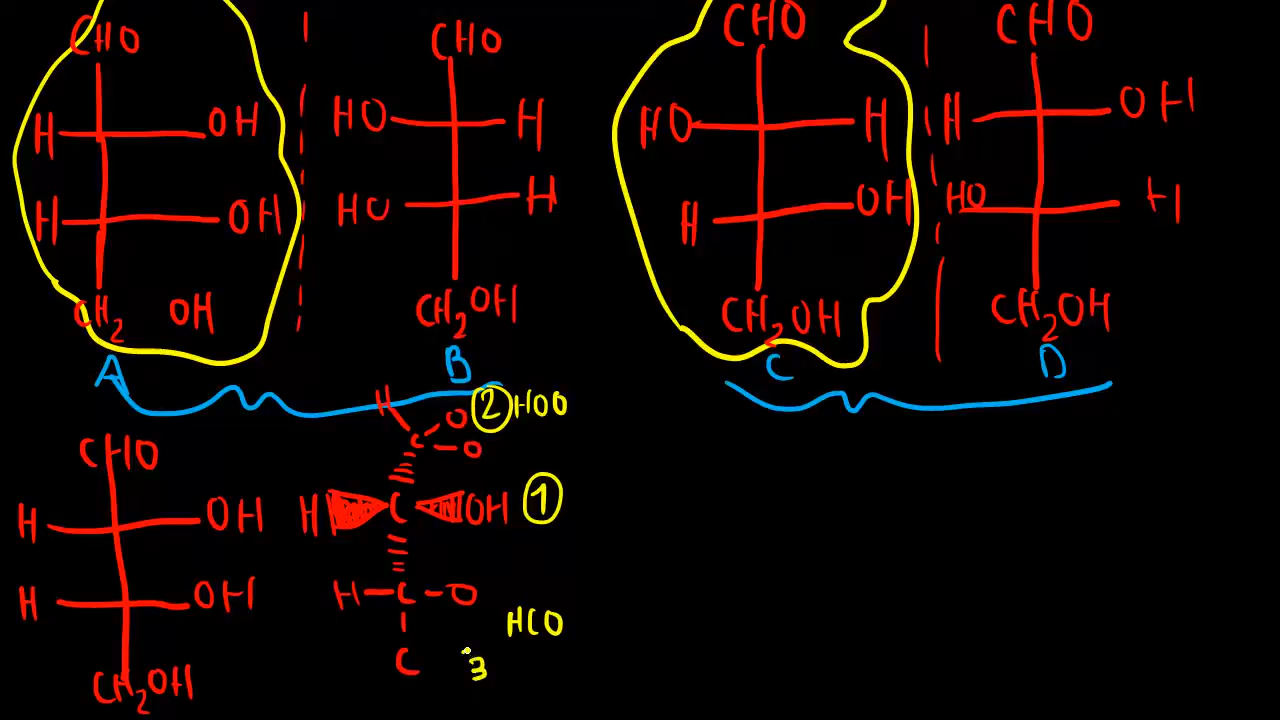 CHO CHO CHO CHO
H OH HO H HO H H OH
H OH HO H H OH HO H
CH2 OH CH2OH CH2OH CH2OH
A B C D
H O ② HOO
CHO C O
H OH H C OH ①
H OH H C O
HCO
CH2OH C 3